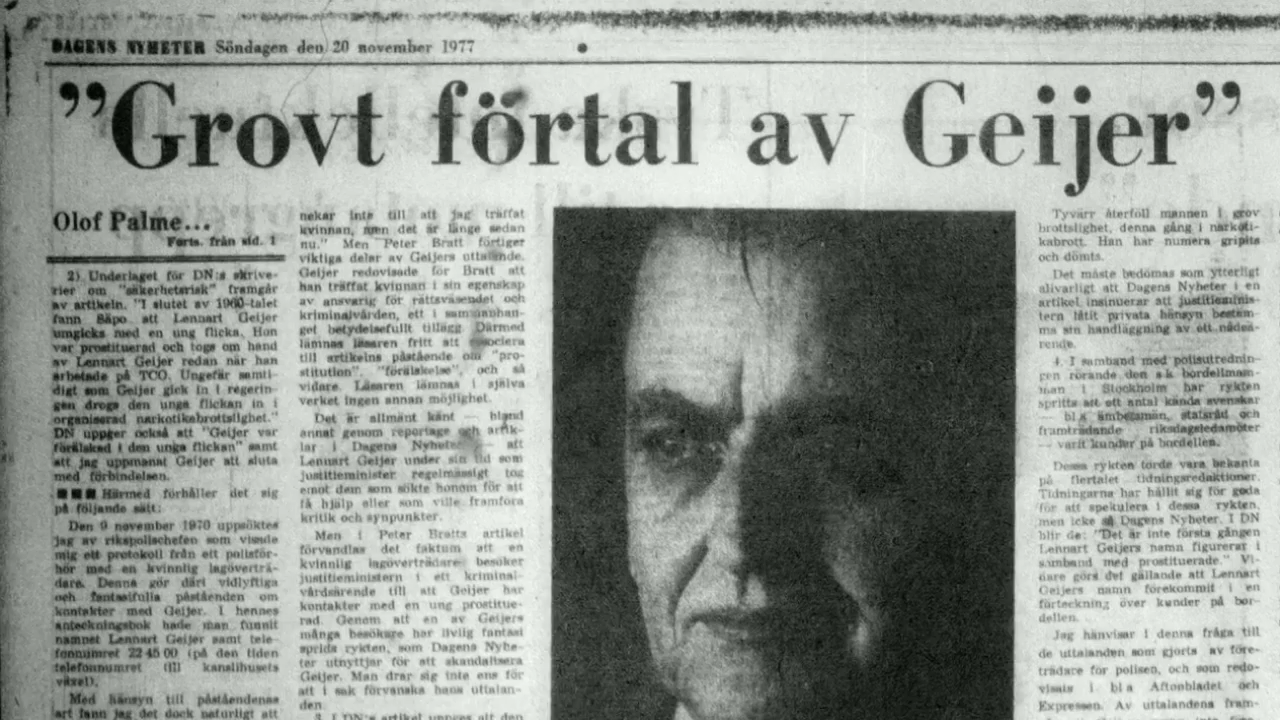 DAGENS NYHETER Söndagen den 20 november 1977
”Grovt förtal av Geijer”
Olof Palme...
Forts. från sid. 1
2) Underlaget för DN:s skrive-
rier om "säkerhetsrisk" framgår
av artikeln. "I slutet av 1960-talet
fann Säpo att Lennart Geijer
umgicks med en ung flicka. Hon
var prostituerad och togs om hand
av Lennart Geijer redan när han
arbetade på TCO. Ungefär samti-
digt som Geijer gick in i regerin-
gen drogs den unga flickan in i
organiserad narkotikabrottslighet."
DN uppger också att "Geijer var
förälskad i den unga flickan" samt
att jag uppmanat Geijer att sluta
med förbindelsen.
■■■ Härmed förhåller det sig
på följande sätt:
Den 9 november 1970 uppsöktes
jag av rikspolischefen som visade
mig ett protokoll från ett polisför-
hör med en kvinnlig lagöverträ-
dare. Denna gör däri vidlyftiga
och fantasifulla påståenden om
kontakter med Geijer. I hennes
anteckningsbok hade man funnit
namnet Lennart Geijer samt tele-
fonnumret 22 45 00 (på den tiden
telefonnumret till kanslihusets
växel).
Med hänsyn till påståendenas
art fann jag det dock naturligt att
nekar inte till att jag träffat
kvinnan, men det är länge sedan
nu." Men Peter Bratt förtiger
viktiga delar av Geijers uttalande.
Geijer redovisade för Bratt att
han träffat kvinnan i sin egenskap
av ansvarig för rättsväsendet och
kriminalvården, ett i sammanhan-
get betydelsefullt tillägg. Därmed
lämnas läsaren fritt att associera
till artikelns påstående om "pro-
stitution", "förälskelse", och så
vidare. Läsaren lämnas i själva
verket ingen annan möjlighet.
Det är allmänt känt — bland
annat genom reportage och artik-
lar i Dagens Nyheter — att
Lennart Geijer under sin tid som
justitieminister regelmässigt tog
emot dem som sökte honom för att
få hjälp eller som ville framföra
kritik och synpunkter.
Men i Peter Bratts artikel
förvandlas det faktum att en
kvinnlig lagöverträdare besöker
justitieministern i ett kriminal-
vårdsärende till att Geijer har
kontakter med en ung prostitue-
rad. Genom att en av Geijers
många besökare har livlig fantasi
sprids rykten, som Dagens Nyhe-
ter utnyttjar för att skandalisera
Geijer. Man drar sig inte ens för
att i sak förvanska hans uttalan-
den.
3. I DN:s artikel uppges att den
Tyvärr återföll mannen i grov
brottslighet, denna gång i narkoti-
kabrott. Han har numera gripits
och dömts.
Det måste bedömas som ytterligt
allvarligt att Dagens Nyheter i en
artikel insinuerar att justitieminis-
tern låtit privata hänsyn bestäm-
ma sin handläggning av ett nådeä-
rende.
4. I samband med polisutrednin-
gen rörande den s k bordellmam-
man i Stockholm har rykten
spritts att ett antal kända svenskar
— bl a ämbetsmän, statsråd och
framträdande riksdagsledamöter
— varit kunder på bordellen.
Dessa rykten torde vara bekanta
på flertalet tidningsredaktioner.
Tidningarna har hållit sig för goda
för att spekulera i dessa rykten,
men icke så Dagens Nyheter. I DN
blir de: "Det är inte första gången
Lennart Geijers namn figurerar i
samband med prostituerade." Vi-
dare görs det gällande att Lennart
Geijers namn förekommit i en
förteckning över kunder på bor-
dellen.
Jag hänvisar i denna fråga till
de uttalanden som gjorts av före-
trädare för polisen, och som redo-
visats i bl a Aftonbladet och
Expressen. Av uttalandena fram-